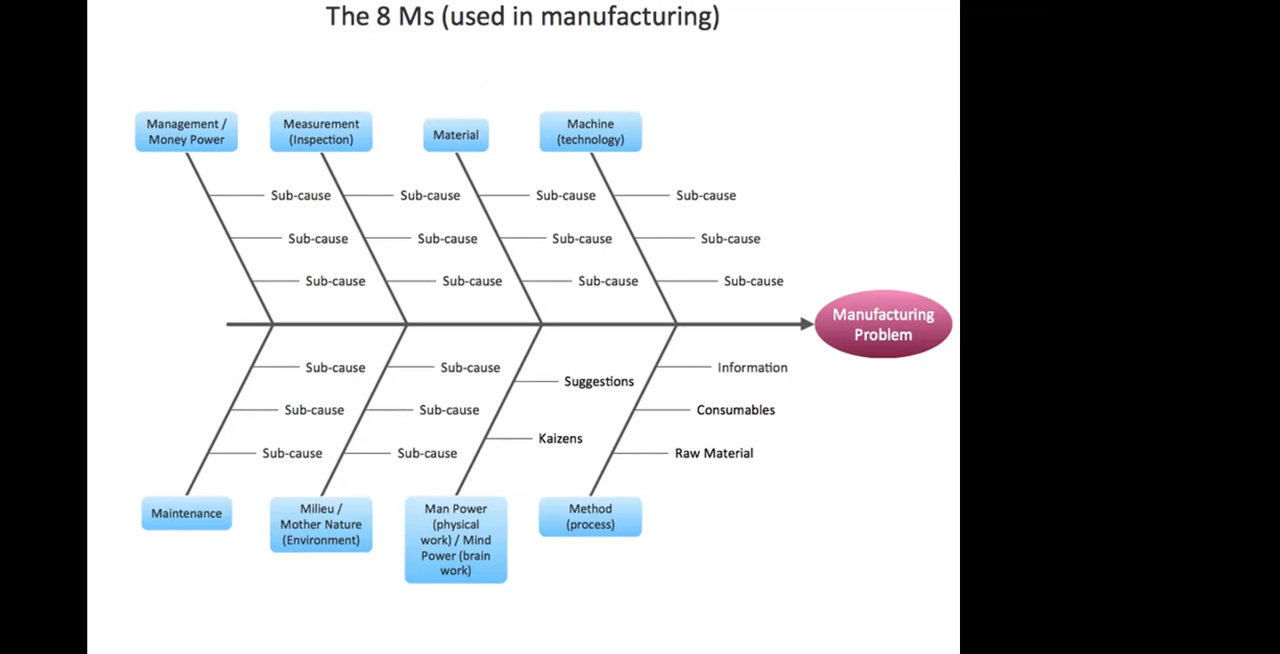 The 8 Ms (used in manufacturing)
Management /
Money Power
Measurement
(Inspection)
Material
Machine
(technology)
Sub-cause
Sub-cause
Sub-cause
Sub-cause
Sub-cause
Sub-cause
Sub-cause
Sub-cause
Sub-cause
Sub-cause
Sub-cause
Sub-cause
Manufacturing
Problem
Sub-cause
Sub-cause
Suggestions
Information
Sub-cause
Sub-cause
Kaizens
Consumables
Sub-cause
Sub-cause
Raw Material
Maintenance
Milieu /
Mother Nature
(Environment)
Man Power
(physical
work) / Mind
Power (brain
work)
Method
(process)